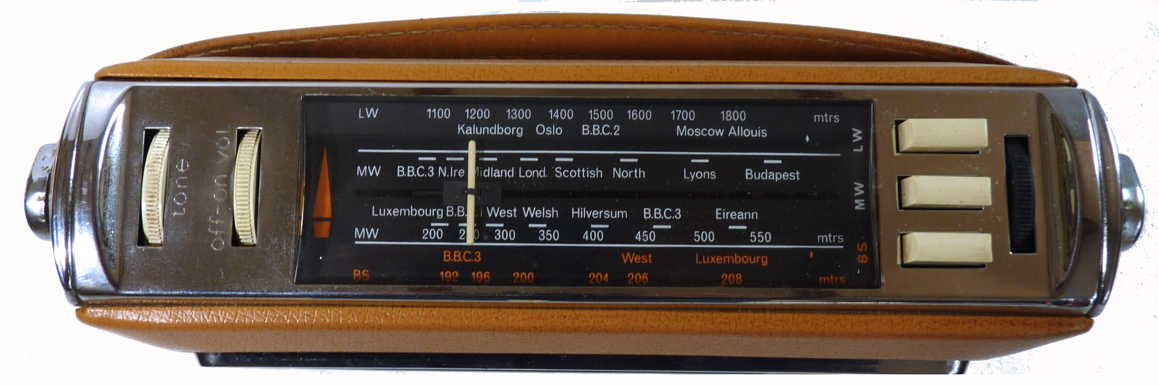 tone
off-on vol
LW 1100 1200 1300 1400 1500 1600 1700 1800 mtrs
Kalundborg Oslo B.B.C.2 Moscow Allouis
MW B.B.C.3 N.Ire Midland Lond. Scottish North Lyons Budapest
Luxembourg West Welsh Hilversum B.B.C.3 Eireann
MW 200 300 350 400 450 500 550 mtrs
B.B.C.3 West Luxembourg
BS 192 196 200 204 206 208 mtrs
LW
MW
BS